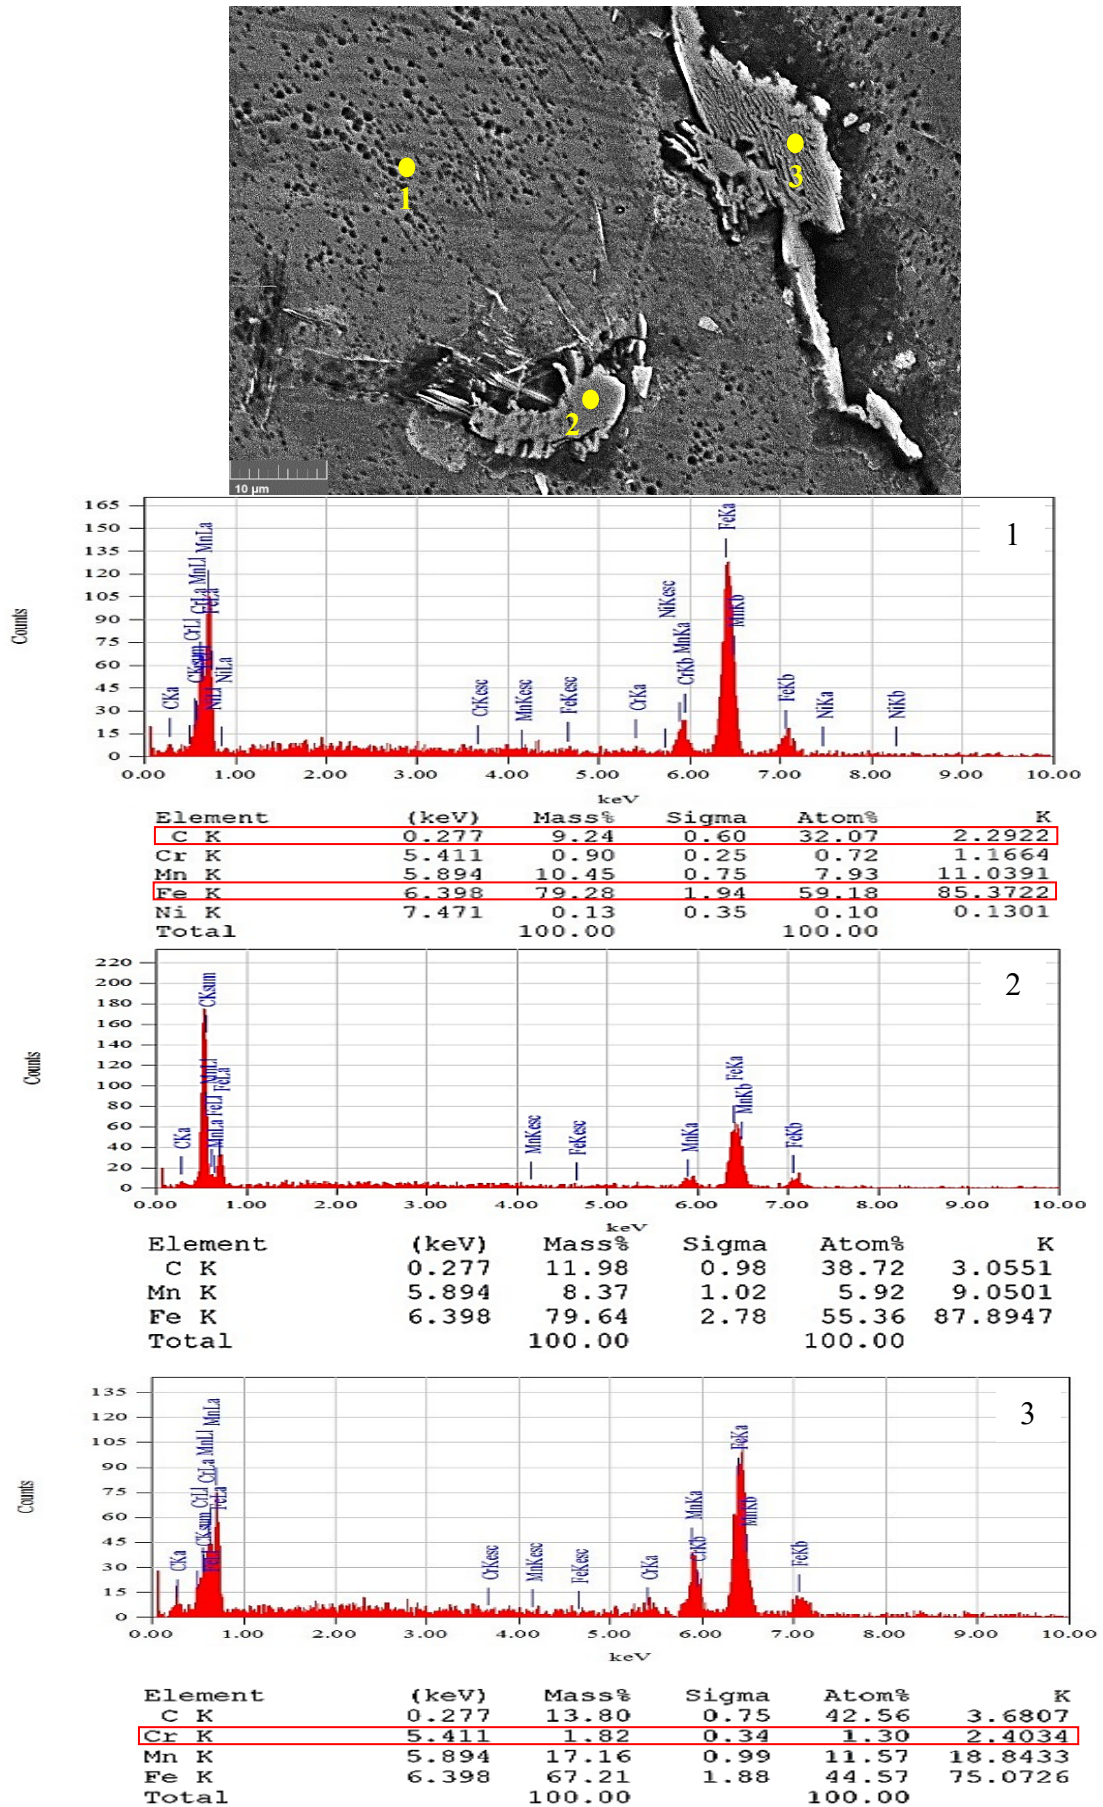 1
3
2
10 µm
1
165
150
135
120
105
90
75
60
45
30
15
0
Counts
CKa
CKsum
CrLl
CrLa
MnLl
MnLa
FeLa
NiLl
NiLa
CrKesc
MnKesc
FeKesc
CrKa
NiKesc
CrKb
MnKa
FeKa
MnKb
FeKb
NiKa
NiKb
0.00 1.00 2.00 3.00 4.00 5.00 6.00 7.00 8.00 9.00 10.00
keV
Element (keV) Mass% Sigma Atom% K
C K 0.277 9.24 0.60 32.07 2.2922
Cr K 5.411 0.90 0.25 0.72 1.1664
Mn K 5.894 10.45 0.75 7.93 11.0391
Fe K 6.398 79.28 1.94 59.18 85.3722
Ni K 7.471 0.13 0.35 0.10 0.1301
Total 100.00 100.00
2
220
200
180
160
140
120
100
80
60
40
20
0
Counts
CKa
CKsum
MnLl
MnLa
FeLl
FeLa
MnKesc
FeKesc
MnKa
FeKa
MnKb
FeKb
0.00 1.00 2.00 3.00 4.00 5.00 6.00 7.00 8.00 9.00 10.00
keV
Element (keV) Mass% Sigma Atom% K
C K 0.277 11.98 0.98 38.72 3.0551
Mn K 5.894 8.37 1.02 5.92 9.0501
Fe K 6.398 79.64 2.78 55.36 87.8947
Total 100.00 100.00
3
135
120
105
90
75
60
45
30
15
0
Counts
CKa
CKsum
CrLl
CrLa
MnLl
MnLa
FeLl
FeLa
CrKesc
MnKesc
FeKesc
CrKa
MnKa
CrKb
FeKa
MnKb
FeKb
0.00 1.00 2.00 3.00 4.00 5.00 6.00 7.00 8.00 9.00 10.00
keV
Element (keV) Mass% Sigma Atom% K
C K 0.277 13.80 0.75 42.56 3.6807
Cr K 5.411 1.82 0.34 1.30 2.4034
Mn K 5.894 17.16 0.99 11.57 18.8433
Fe K 6.398 67.21 1.88 44.57 75.0726
Total 100.00 100.00